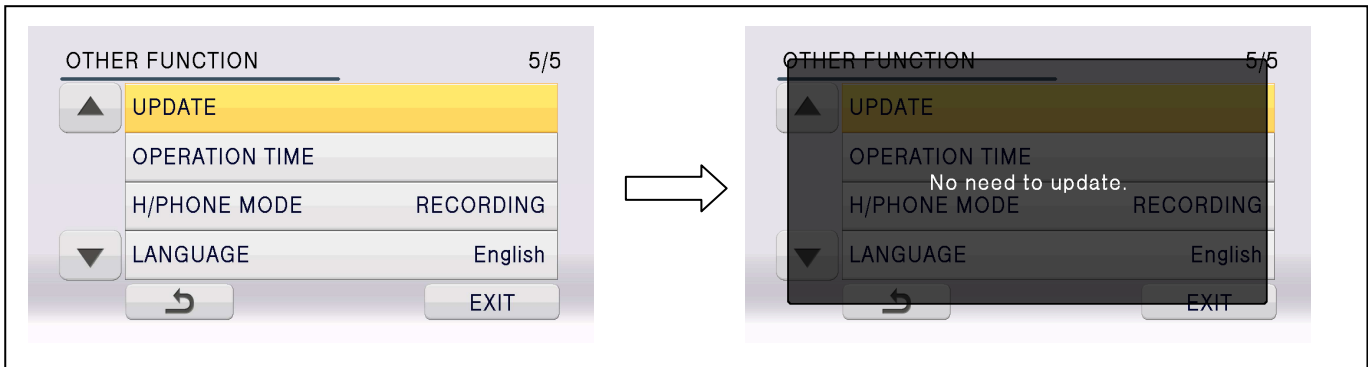 OTHER FUNCTION 5/5
UPDATE
OPERATION TIME
H/PHONE MODE RECORDING
LANGUAGE English
EXIT
OTHER FUNCTION 5/5
UPDATE
OPERATION TIME
No need to update.
H/PHONE MODE RECORDING
LANGUAGE English
EXIT